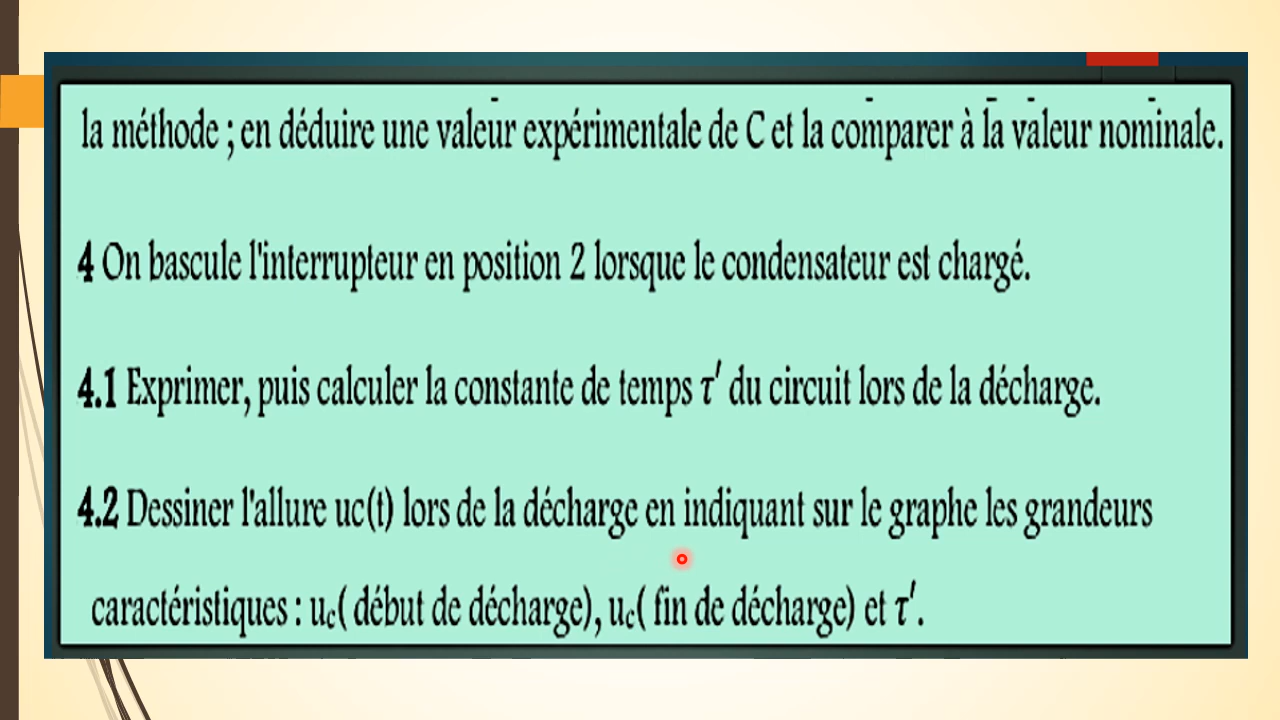 la méthode ; en déduire une valeur expérimentale de C et la comparer à la valeur nominale.
4 On bascule l'interrupteur en position 2 lorsque le condensateur est chargé.
4.1 Exprimer, puis calculer la constante de temps τ′ du circuit lors de la décharge.
4.2 Dessiner l'allure uc(t) lors de la décharge en indiquant sur le graphe les grandeurs
caractéristiques : uc( début de décharge), uc( fin de décharge) et τ′.